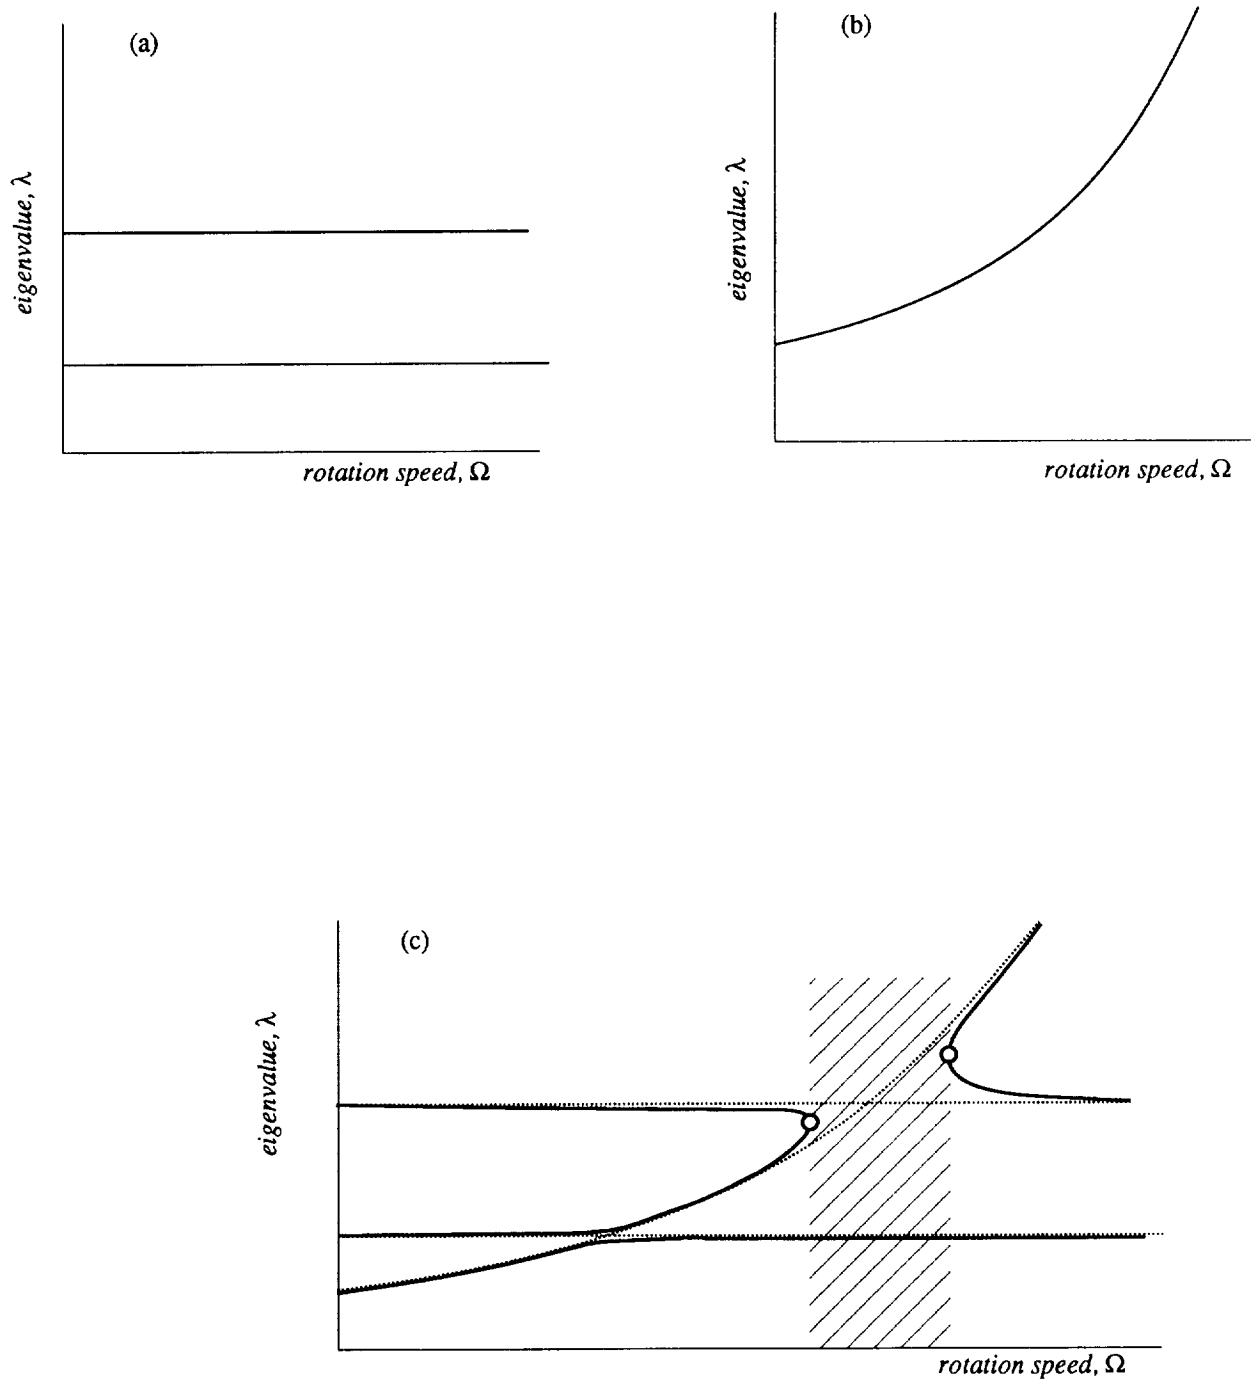 (a)
eigenvalue, λ
rotation speed, Ω
(b)
eigenvalue, λ
rotation speed, Ω
(c)
eigenvalue, λ
rotation speed, Ω